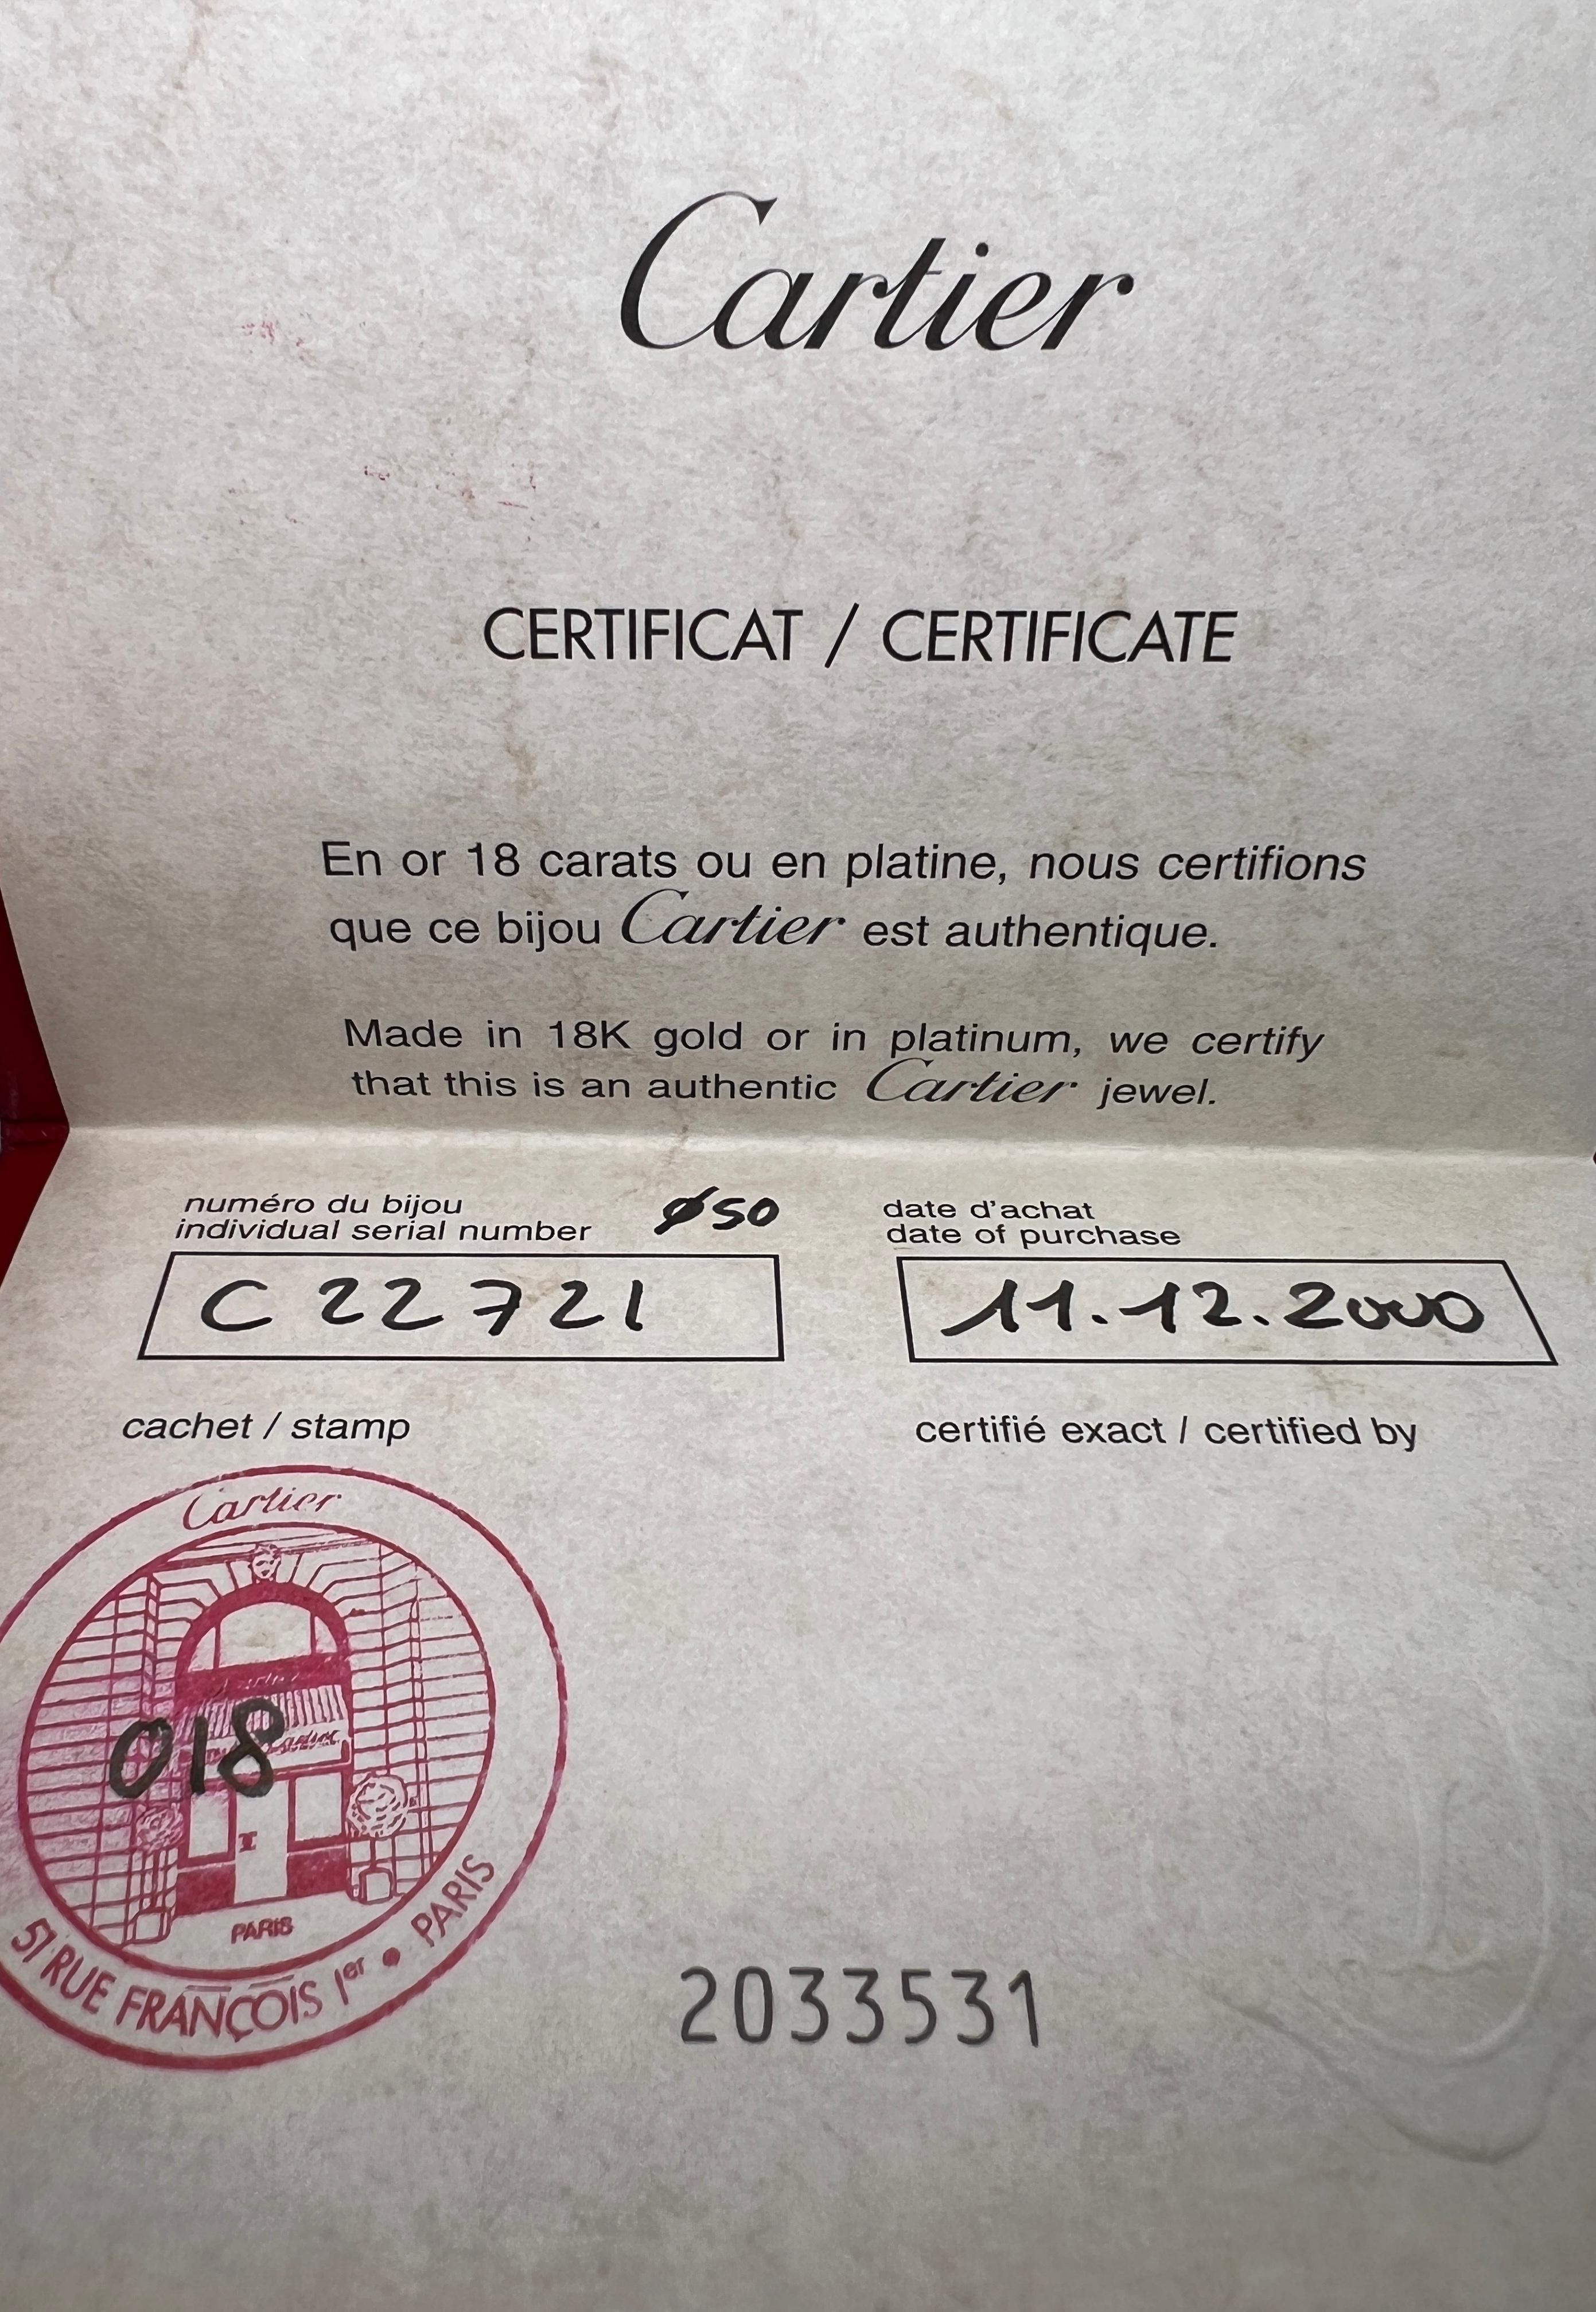 Cartier
CERTIFICAT / CERTIFICATE
En or 18 carats ou en platine, nous certifions
que ce bijou Cartier est authentique.
Made in 18K gold or in platinum, we certify
that this is an authentic Cartier jewel.
numéro du bijou
individual serial number
ø50
C 22721
date d'achat
date of purchase
11.12.2000
cachet / stamp
certifié exact / certified by
Cartier
018
PARIS
51 RUE FRANÇOIS 1er • PARIS
2033531